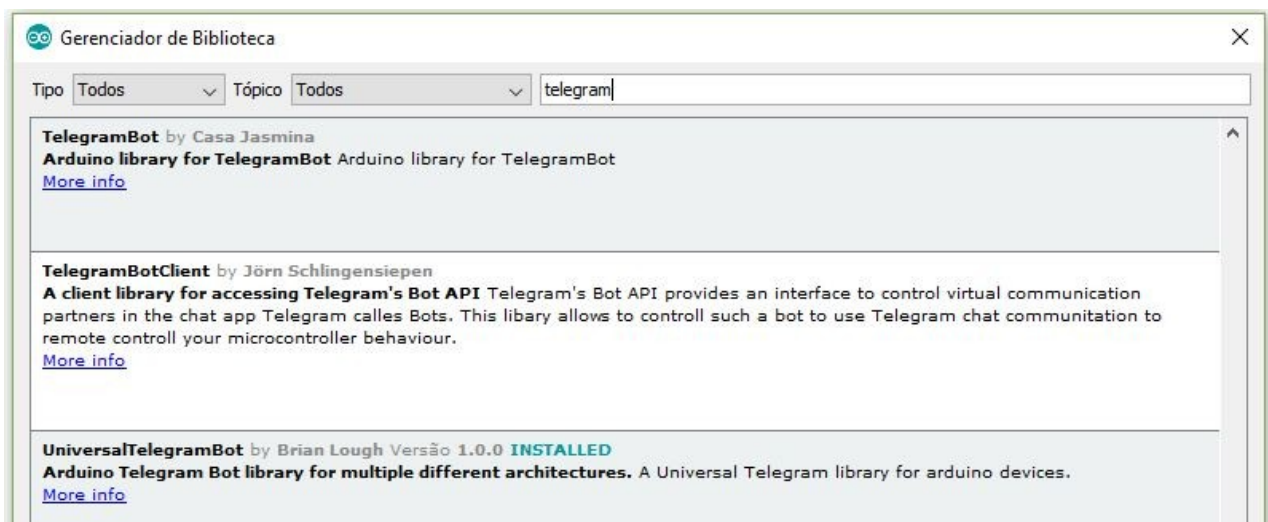 Gerenciador de Biblioteca
Tipo Todos Tópico Todos telegram
TelegramBot by Casa Jasmina
Arduino library for TelegramBot Arduino library for TelegramBot
More info
TelegramBotClient by Jörn Schlingensiepen
A client library for accessing Telegram's Bot API Telegram's Bot API provides an interface to control virtual communication
partners in the chat app Telegram calles Bots. This libary allows to controll such a bot to use Telegram chat communitation to
remote controll your microcontroller behaviour.
More info
UniversalTelegramBot by Brian Lough Versão 1.0.0 INSTALLED
Arduino Telegram Bot library for multiple different architectures. A Universal Telegram library for arduino devices.
More info